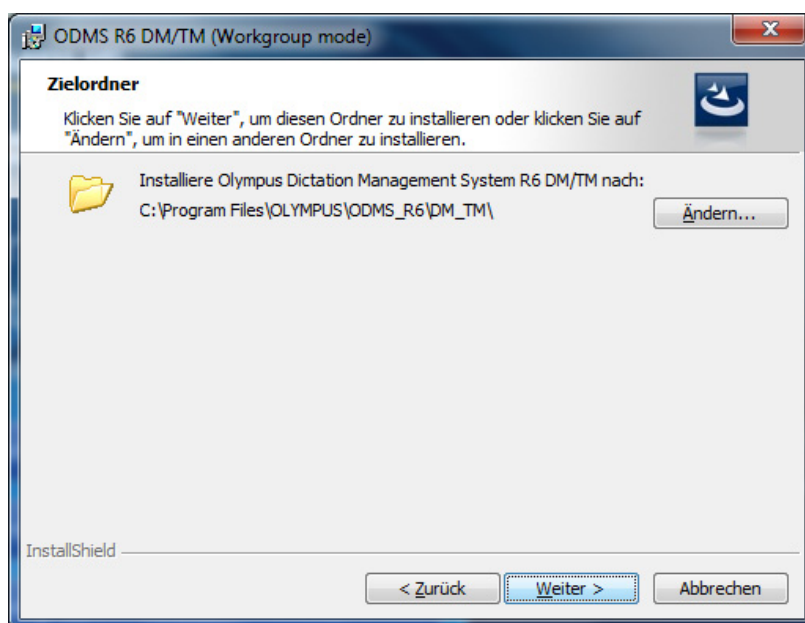 ODMS R6 DM/TM (Workgroup mode)
Zielordner
Klicken Sie auf "Weiter", um diesen Ordner zu installieren oder klicken Sie auf
"Ändern", um in einen anderen Ordner zu installieren.
Installiere Olympus Dictation Management System R6 DM/TM nach:
C:\Program Files\OLYMPUS\ODMS_R6\DM_TM\
Ändern...
InstallShield
< Zurück
Weiter >
Abbrechen